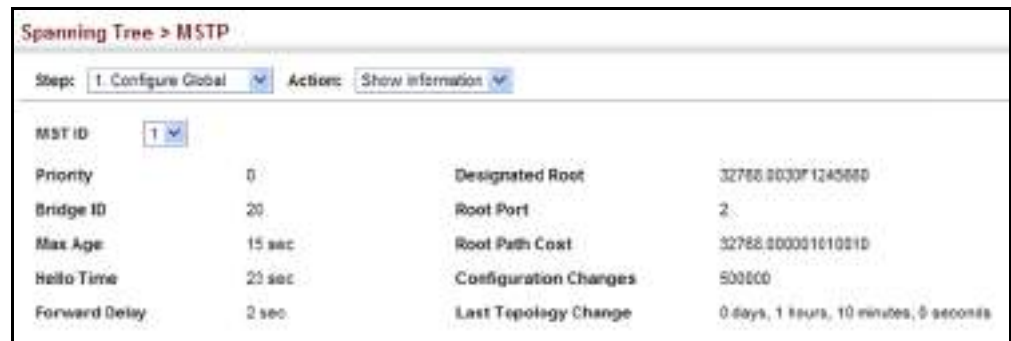 Spanning Tree > MSTP
Step: 1. Configure Global Action: Show Information
MST ID 1
Priority 0 Designated Root
Bridge ID 20 Root Port 2
Max Age 15 sec Root Path Cost 32768.000001010010
Hello Time 23 sec Configuration Changes 500000
Forward Delay 2 sec Last Topology Change 0 days, 1 hours, 10 minutes, 0 seconds